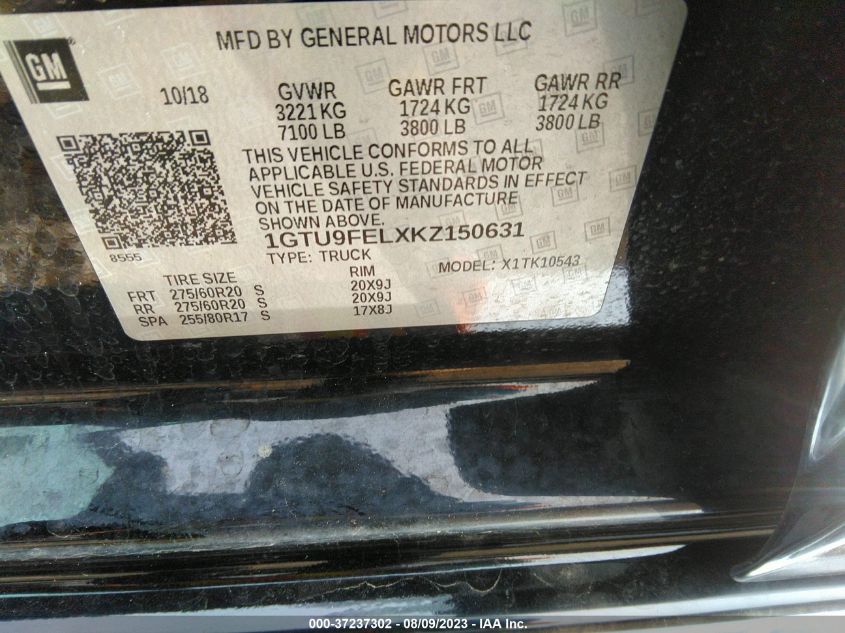 GM
MFD BY GENERAL MOTORS LLC
10/18 GVWR GAWR FRT GAWR RR
3221 KG 1724 KG 1724 KG
7100 LB 3800 LB 3800 LB
THIS VEHICLE CONFORMS TO ALL
APPLICABLE U.S. FEDERAL MOTOR
VEHICLE SAFETY STANDARDS IN EFFECT
ON THE DATE OF MANUFACTURE
SHOWN ABOVE.
8555
1GTU9FELXKZ150631
TYPE: TRUCK MODEL: X1TK10543
TIRE SIZE RIM
FRT 275/60R20 S 20X9J
RR 275/60R20 S 20X9J
SPA 255/80R17 S 17X8J
000-37237302 - 08/09/2023 - IAA Inc.